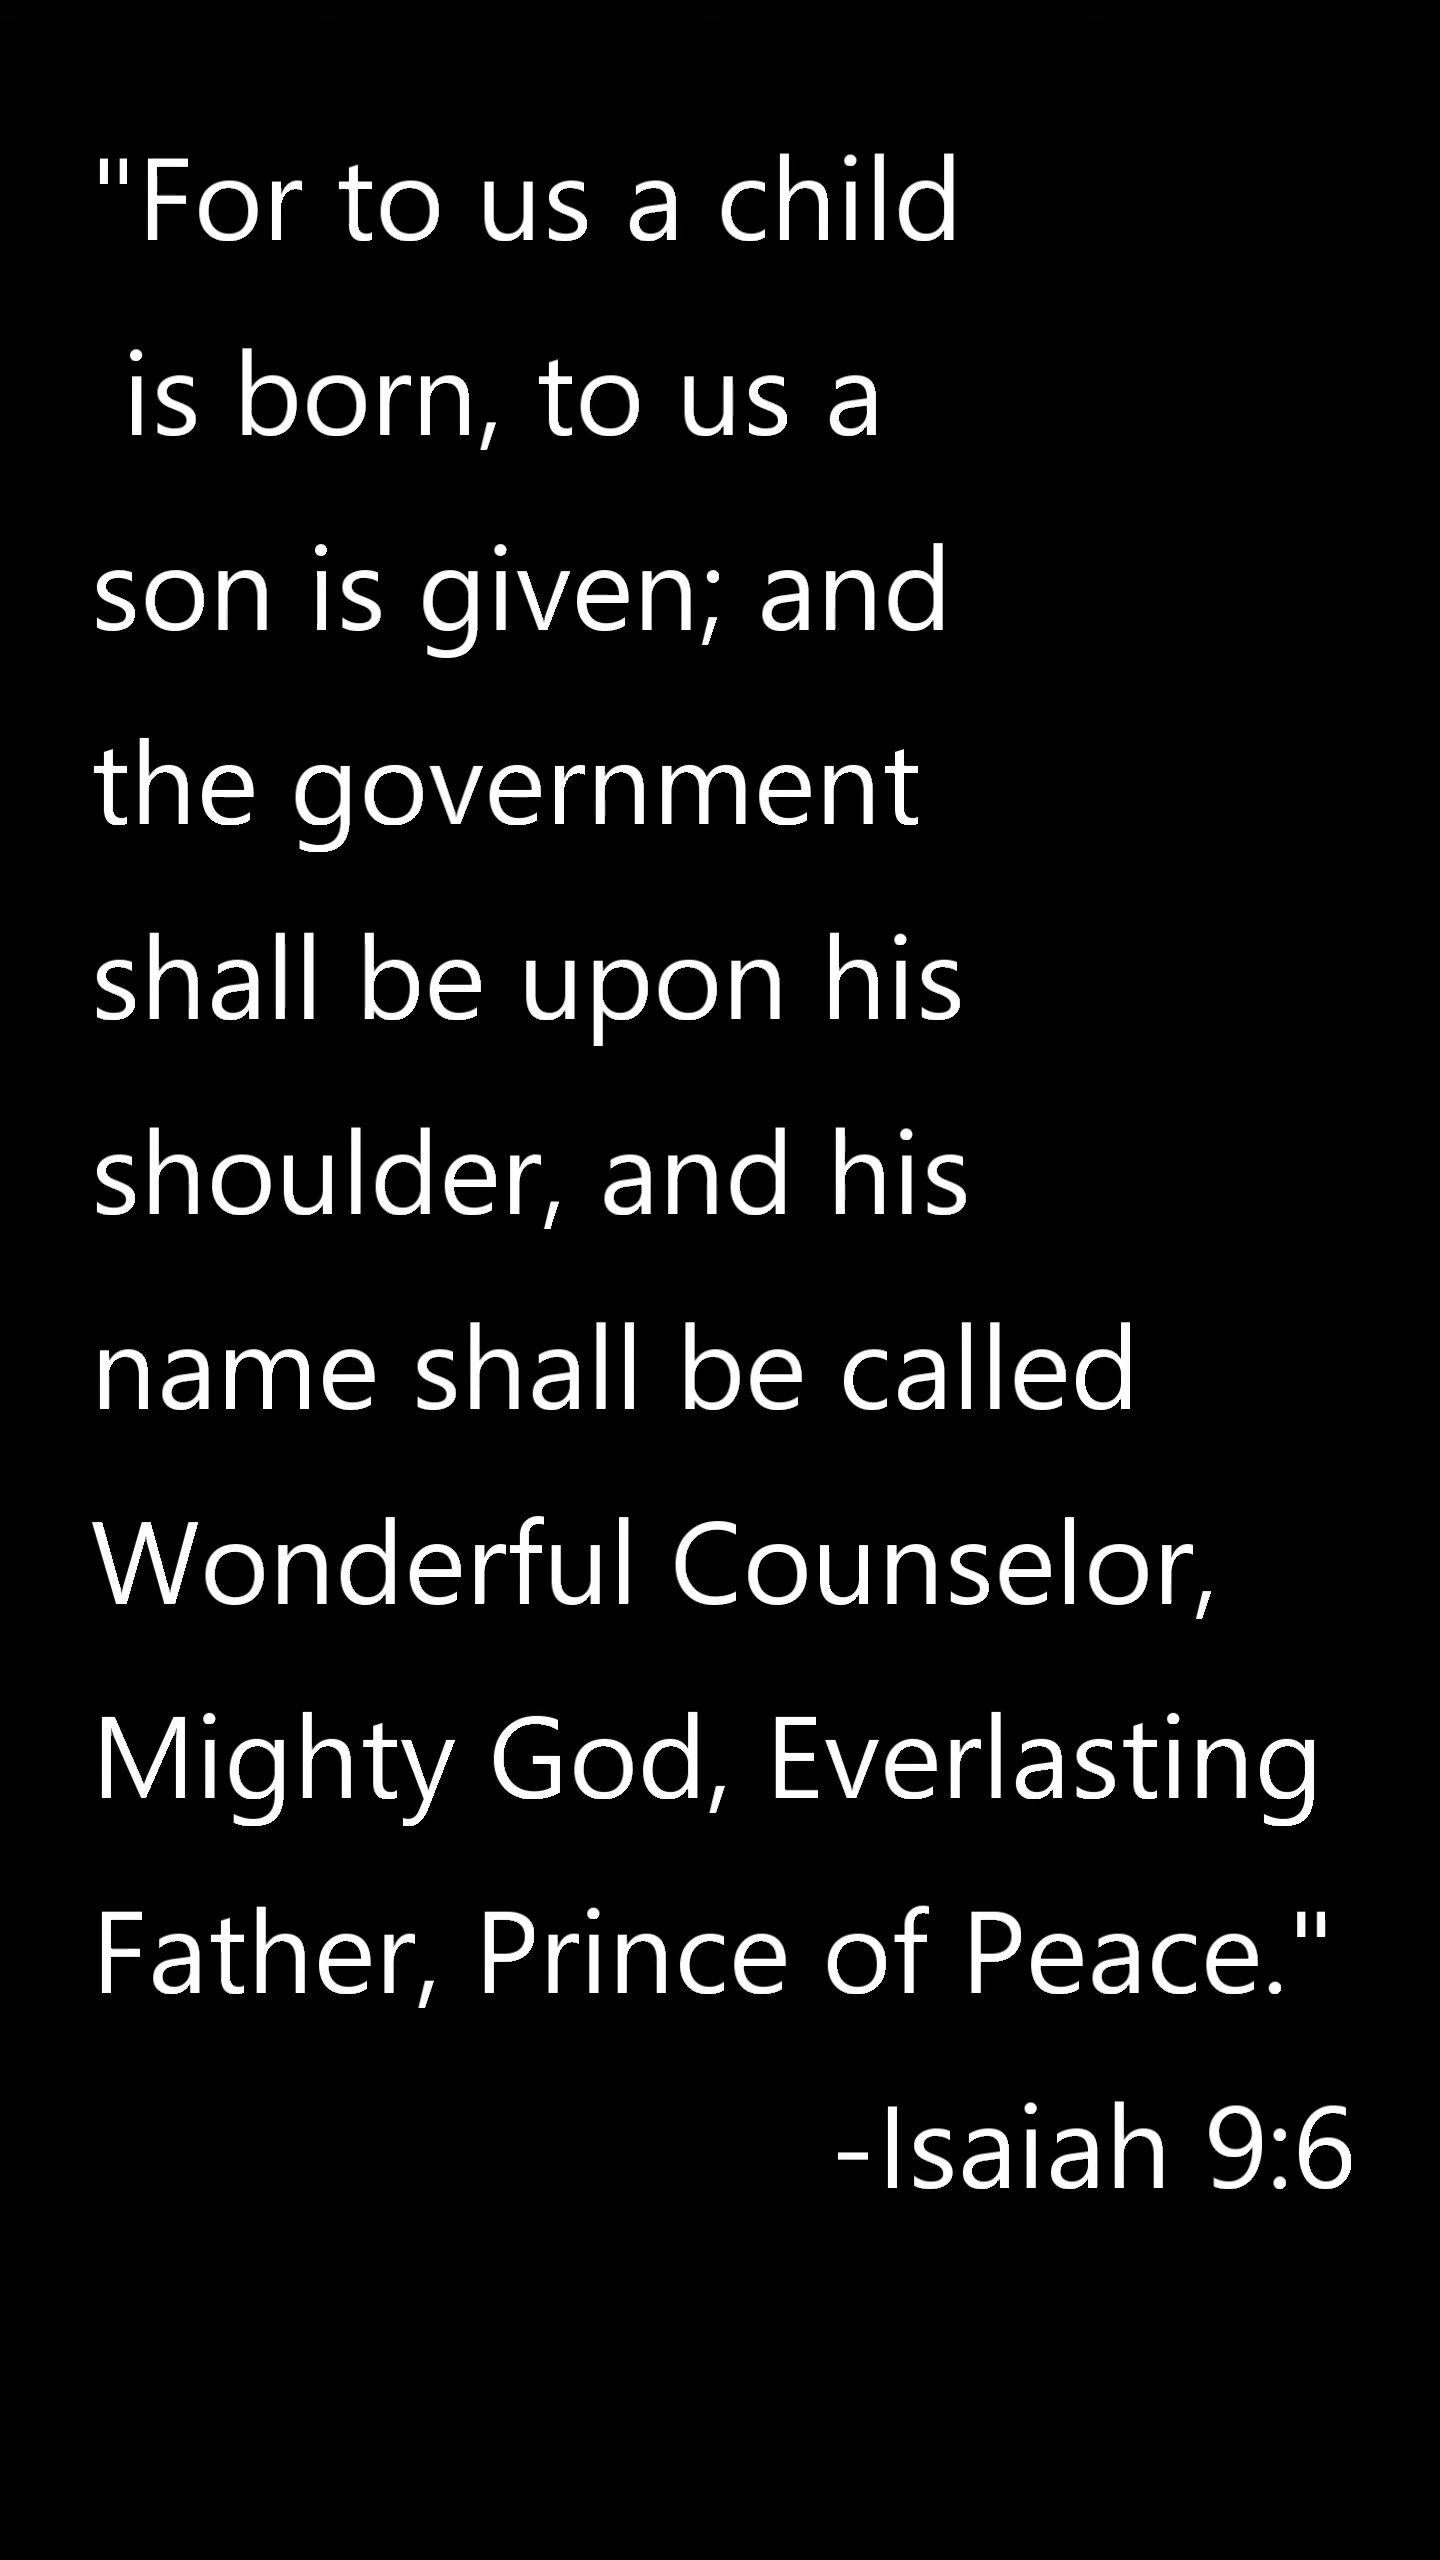 "For to us a child
is born, to us a
son is given; and
the government
shall be upon his
shoulder, and his
name shall be called
Wonderful Counselor,
Mighty God, Everlasting
Father, Prince of Peace."
-Isaiah 9:6